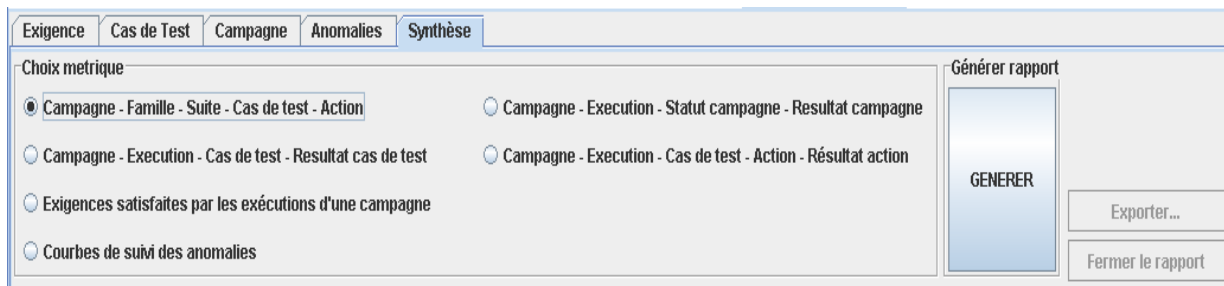 Exigence Cas de Test Campagne Anomalies Synthèse
Choix metrique
Campagne - Famille - Suite - Cas de test - Action
Campagne - Execution - Statut campagne - Resultat campagne
Campagne - Execution - Cas de test - Resultat cas de test
Campagne - Execution - Cas de test - Action - Résultat action
Exigences satisfaites par les exécutions d'une campagne
Courbes de suivi des anomalies
Générer rapport
GENERER
Exporter...
Fermer le rapport